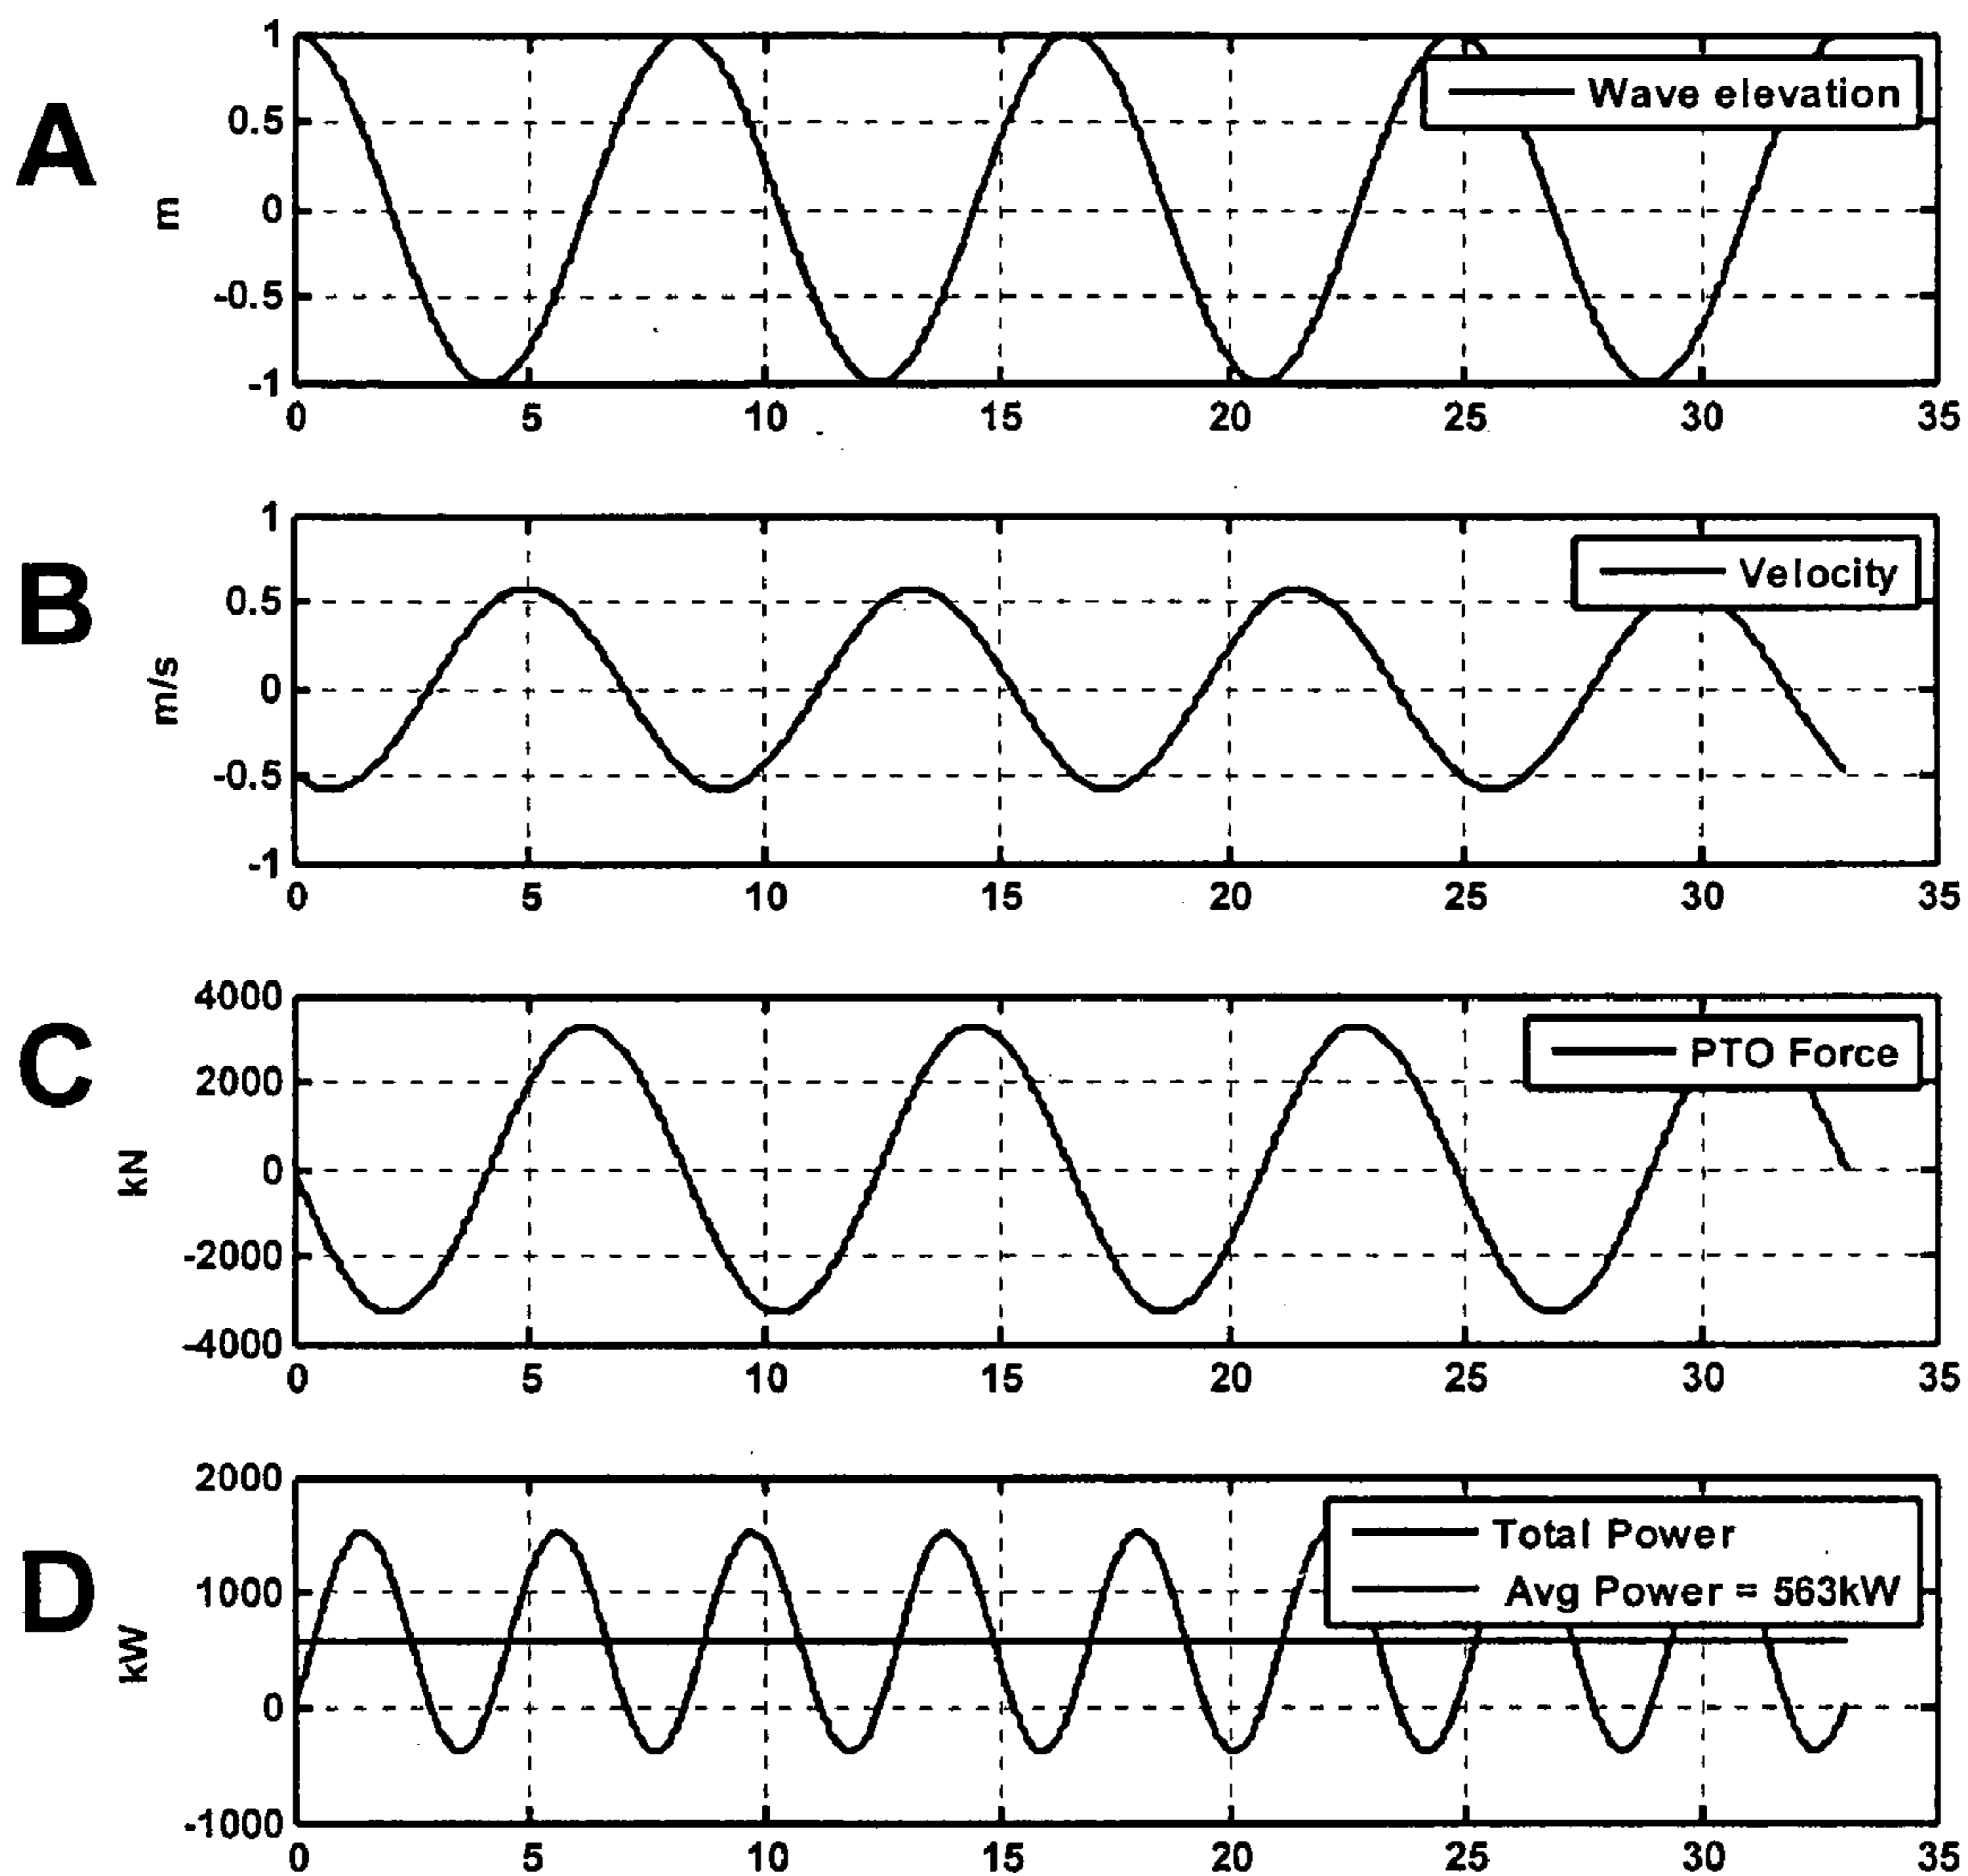 A
m
1
0.5
0
-0.5
-1
Wave elevation
0 5 10 15 20 25 30 35
B
m/s
1
0.5
0
-0.5
-1
Velocity
0 5 10 15 20 25 30 35
C
kN
4000
2000
0
-2000
-4000
PTO Force
0 5 10 15 20 25 30 35
D
kW
2000
1000
0
-1000
Total Power
Avg Power = 563kW
0 5 10 15 20 25 30 35